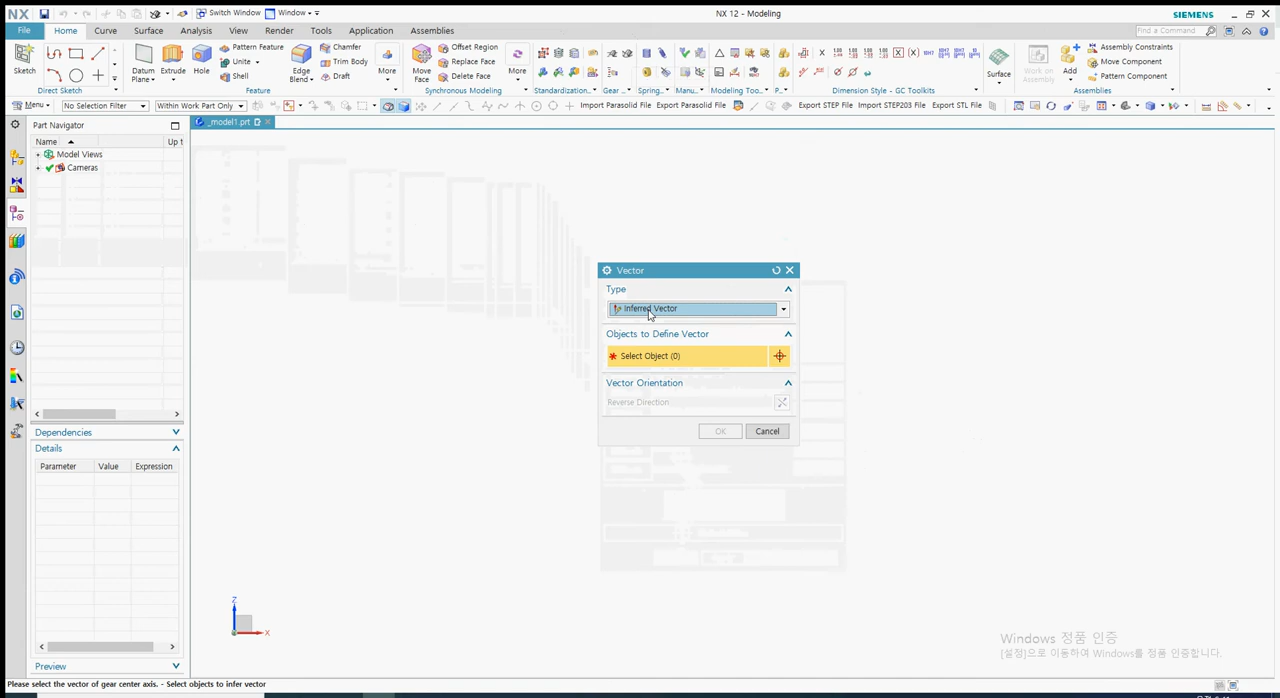 NX
Switch Window Window
NX 12 - Modeling
SIEMENS
File Home Curve Surface Analysis View Render Tools Application Assemblies
Find a Command
Sketch
Direct Sketch
Datum Plane
Extrude
Hole
Pattern Feature
Unite
Shell
Edge Blend
Chamfer
Trim Body
Draft
More
Feature
Move Face
Offset Region
Replace Face
Delete Face
More
Synchronous Modeling
Standardization... Gear ... Spring... Manu... Modeling Too... P...
Dimension Style - GC Toolkits
Surface
Work on Assembly
Add
Assembly Constraints
Move Component
Pattern Component
Assemblies
Menu No Selection Filter Within Work Part Only Import Parasolid File Export Parasolid File Export STEP File Import STEP203 File Export STL File
Part Navigator
_model1.prt
Name Up t
Model Views
Cameras
Dependencies
Details
Parameter Value Expression
Preview
Vector
Type
Inferred Vector
Objects to Define Vector
Select Object (0)
Vector Orientation
Reverse Direction
OK Cancel
Z
X
Windows 정품 인증
[설정]으로 이동하여 Windows를 정품 인증합니다.
Please select the vector of gear center axis. - Select objects to infer vector